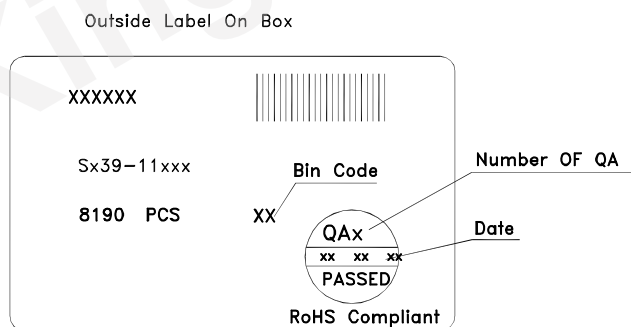 Outside Label On Box
XXXXXX
Sx39-11xxx
8190 PCS
XX
Bin Code
Number OF QA
QAx
Date
xx xx xx
PASSED
RoHS Compliant